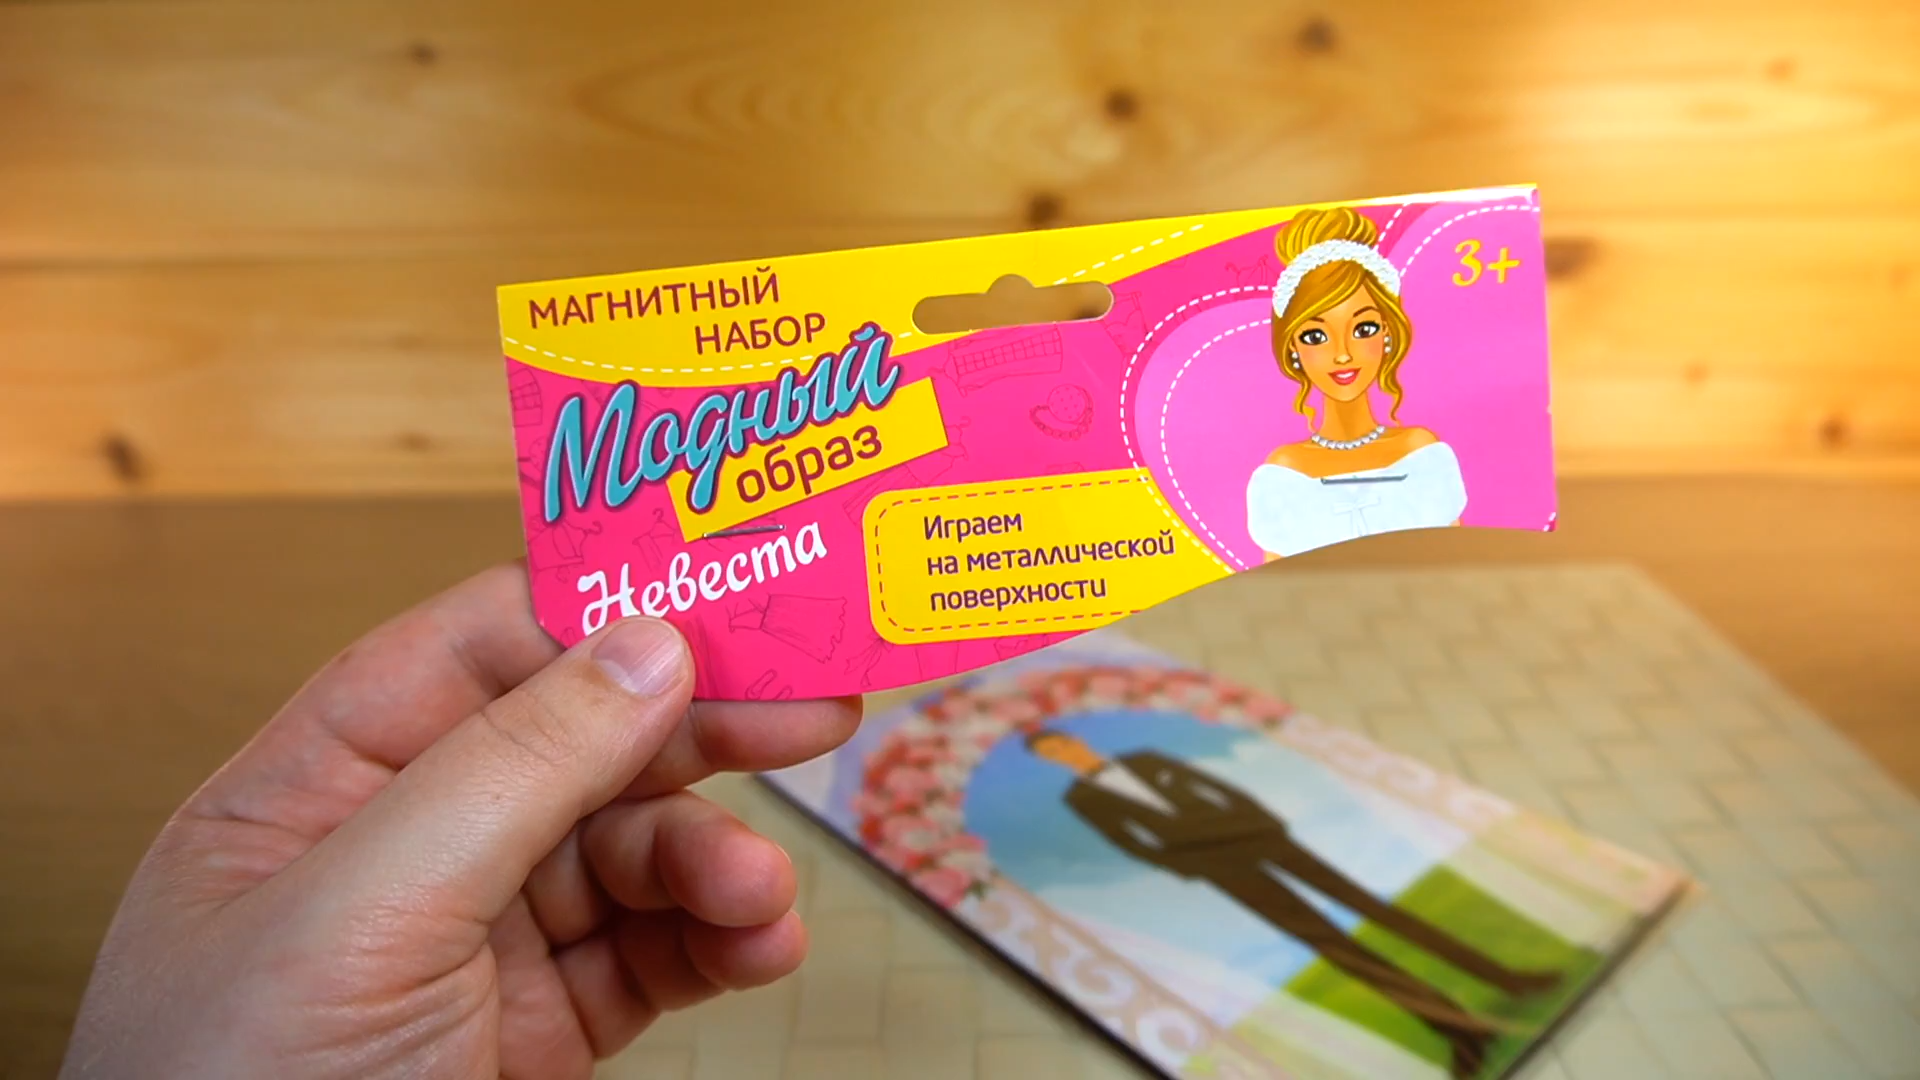 МАГНИТНЫЙ
НАБОР
Модный
образ
Невеста
Играем
на металлической
поверхности
3+